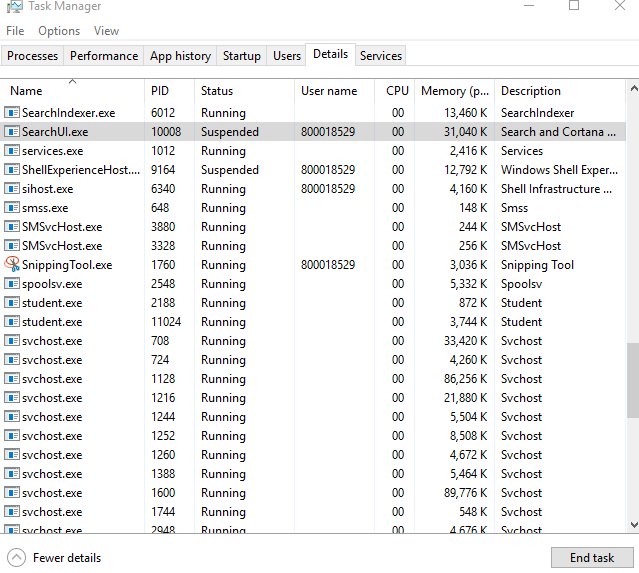 Task Manager
File Options View
Processes Performance App history Startup Users Details Services
Name PID Status User name CPU Memory (p... Description
SearchIndexer.exe 6012 Running 00 13,460 K SearchIndexer
SearchUI.exe 10008 Suspended 800018529 00 31,040 K Search and Cortana ...
services.exe 1012 Running 00 2,416 K Services
ShellExperienceHost.... 9164 Suspended 800018529 00 12,792 K Windows Shell Exper...
sihost.exe 6340 Running 800018529 00 4,160 K Shell Infrastructure ...
smss.exe 648 Running 00 148 K Smss
SMSvcHost.exe 3880 Running 00 244 K SMSvcHost
SMSvcHost.exe 3328 Running 00 256 K SMSvcHost
SnippingTool.exe 1760 Running 800018529 00 3,036 K Snipping Tool
spoolsv.exe 2548 Running 00 5,332 K Spoolsv
student.exe 2188 Running 00 872 K Student
student.exe 11024 Running 00 3,744 K Student
svchost.exe 708 Running 00 33,420 K Svchost
svchost.exe 724 Running 00 4,260 K Svchost
svchost.exe 1128 Running 00 86,256 K Svchost
svchost.exe 1216 Running 00 21,880 K Svchost
svchost.exe 1244 Running 00 5,504 K Svchost
svchost.exe 1252 Running 00 8,508 K Svchost
svchost.exe 1260 Running 00 4,672 K Svchost
svchost.exe 1388 Running 00 5,464 K Svchost
svchost.exe 1600 Running 00 89,776 K Svchost
svchost.exe 1744 Running 00 548 K Svchost
svchost.exe 2948 Running 00 4,676 K Svchost
Fewer details End task